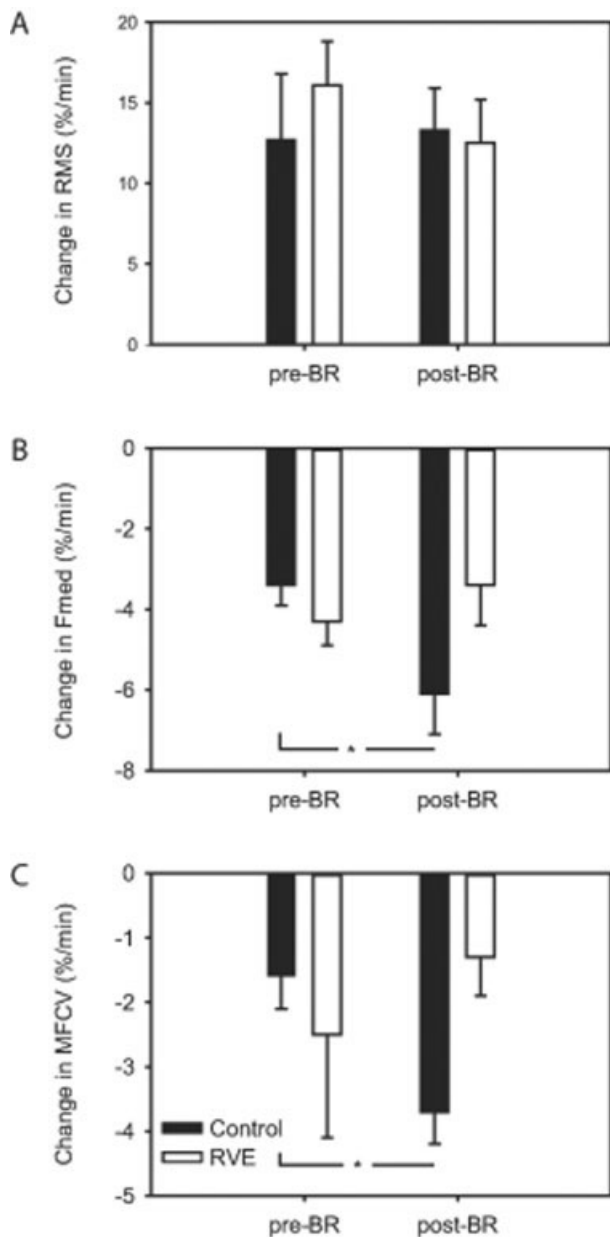 A
Change in RMS (%/min)
20
15
10
5
0
pre-BR post-BR
B
Change in Fmed (%/min)
0
-2
-4
-6
-8
*
pre-BR post-BR
C
Change in MFCV (%/min)
0
-1
-2
-3
-4
-5
Control
RVE
*
pre-BR post-BR